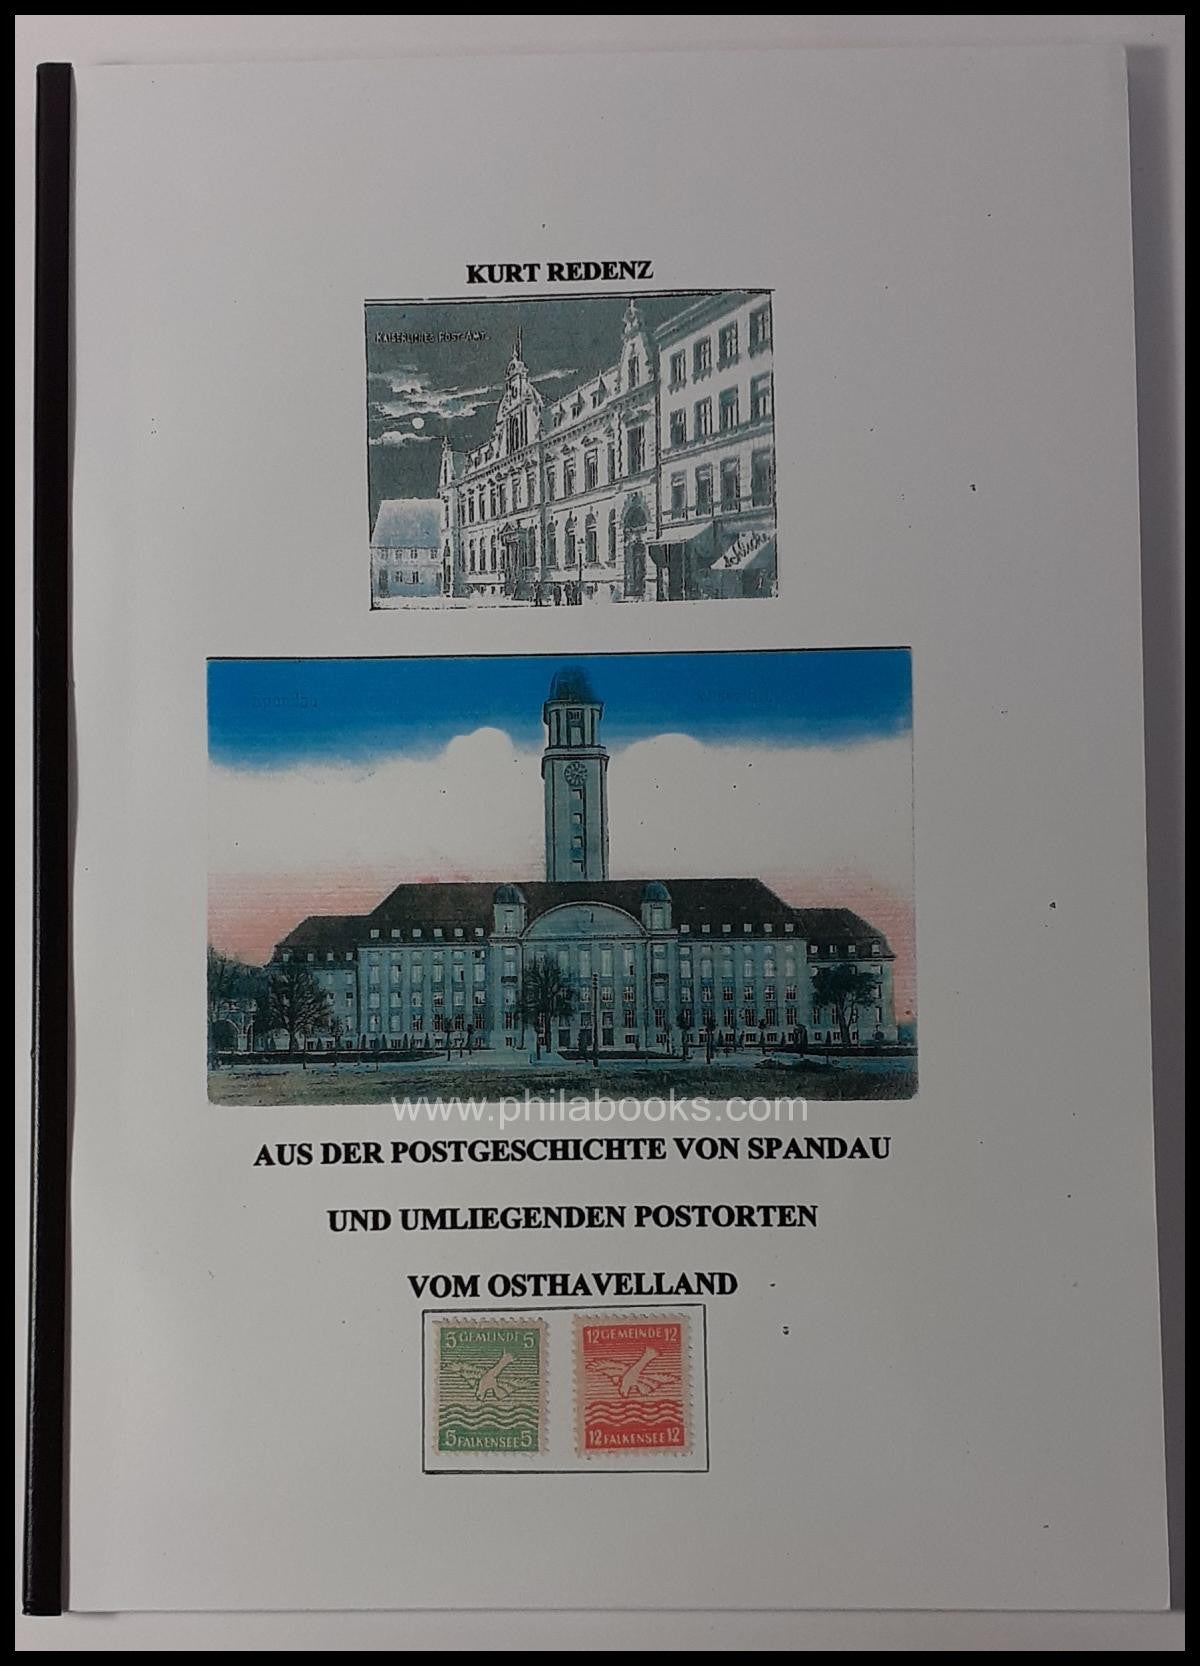 KURT REDENZ
KAISERLICHES POST-AMT.
Spandau
www.philabooks.com
AUS DER POSTGESCHICHTE VON SPANDAU
UND UMLIEGENDEN POSTORTEN
VOM OSTHAVELLAND
5 GEMEINDE 5
5 FALKENSEE 5
12 GEMEINDE 12
12 FALKENSEE 12